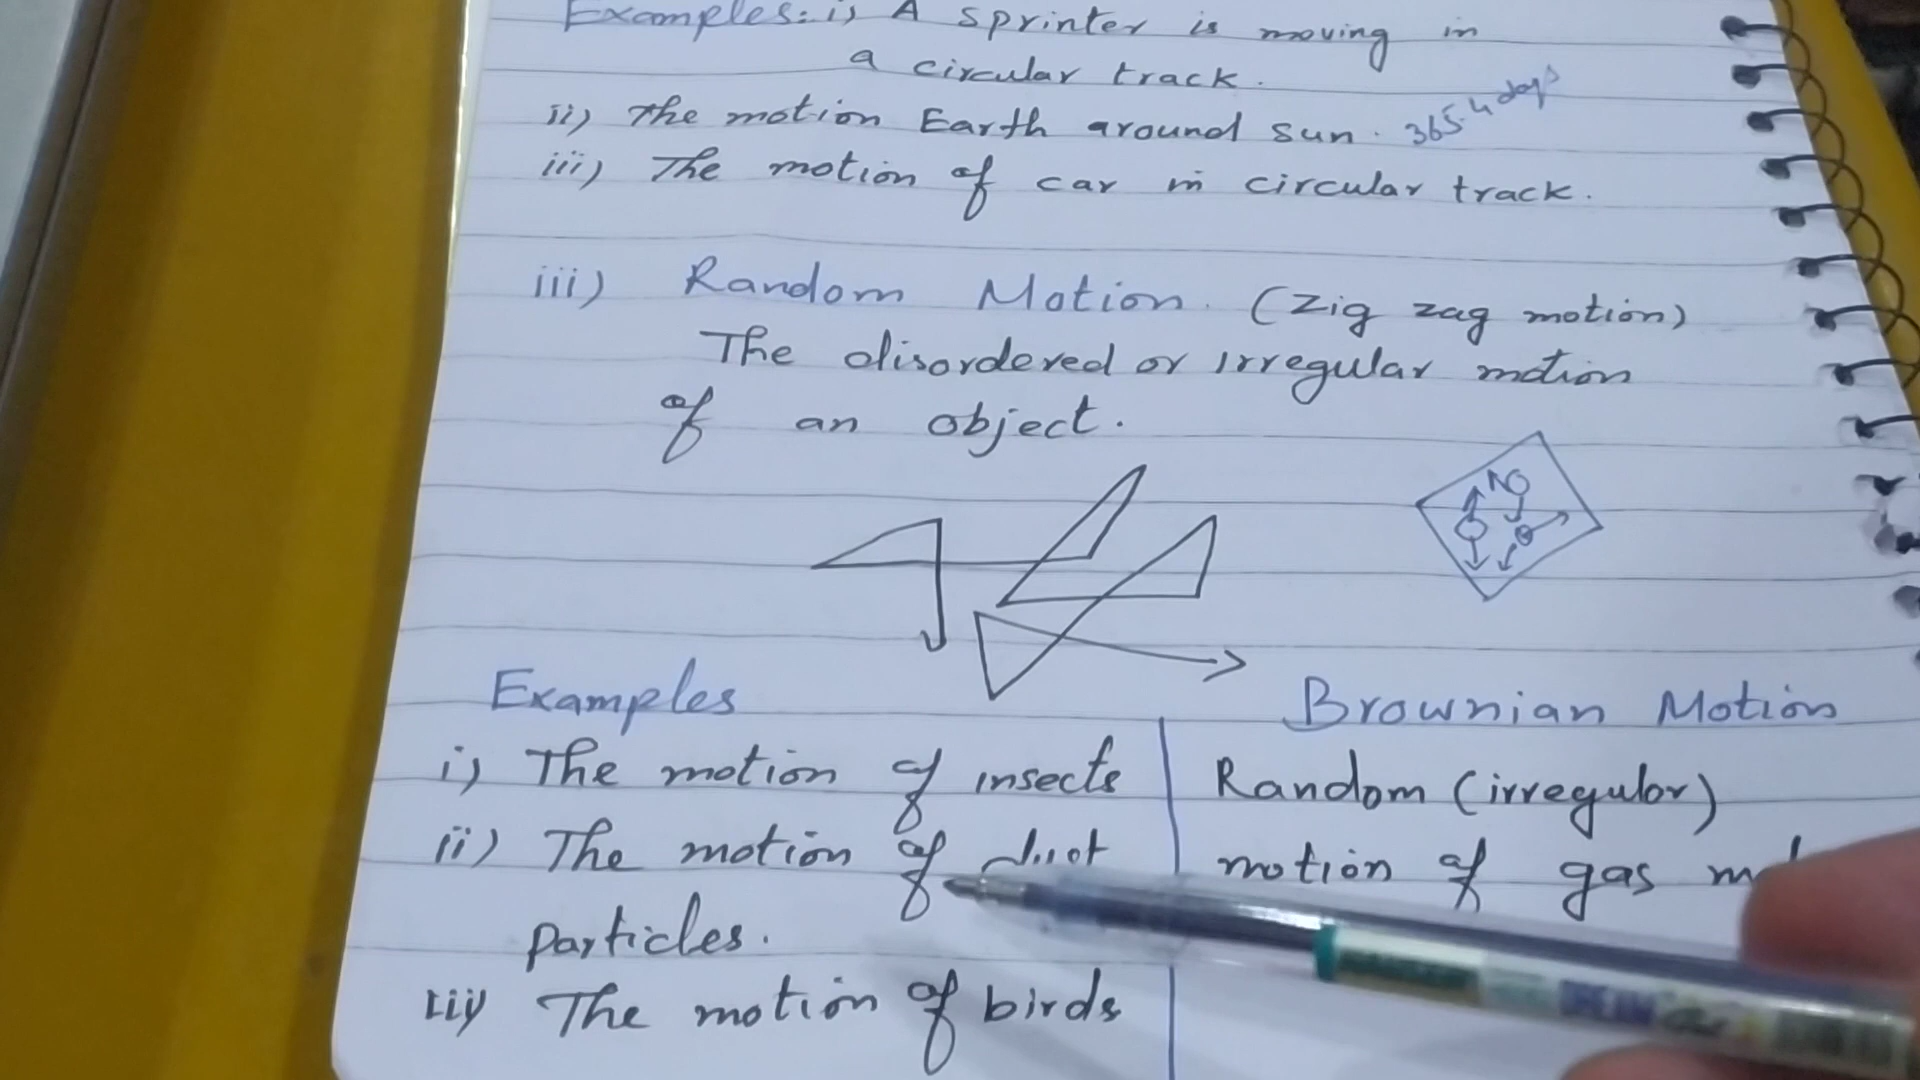 Examples: i) A sprinter is moving in
a circular track.
ii) The motion Earth around sun. 365.4 days
iii) The motion of car in circular track.
iii) Random Motion. (Zig zag motion)
The disordered or irregular motion
of an object.
Examples
i) The motion of insects
ii) The motion of dust
particles.
iii) The motion of birds
Brownian Motion
Random (irregular)
motion of gas